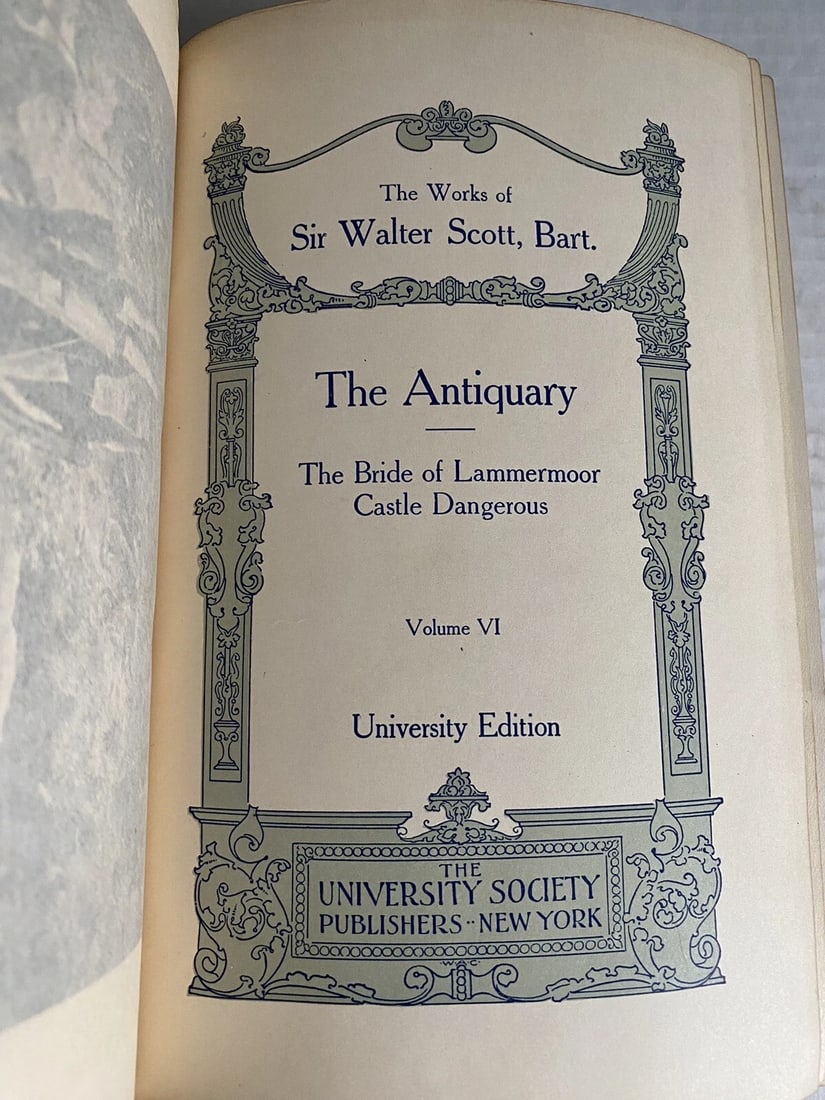 The Works of
Sir Walter Scott, Bart.
The Antiquary
The Bride of Lammermoor
Castle Dangerous
Volume VI
University Edition
THE
UNIVERSITY SOCIETY
PUBLISHERS·· NEW YORK
W.A.C.